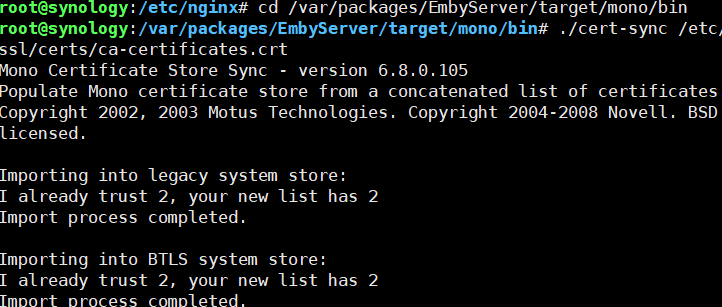 root@synology:/etc/nginx# cd /var/packages/EmbyServer/target/mono/bin
root@synology:/var/packages/EmbyServer/target/mono/bin# ./cert-sync /etc/
ssl/certs/ca-certificates.crt
Mono Certificate Store Sync - version 6.8.0.105
Populate Mono certificate store from a concatenated list of certificates
Copyright 2002, 2003 Motus Technologies. Copyright 2004-2008 Novell. BSD
licensed.
Importing into legacy system store:
I already trust 2, your new list has 2
Import process completed.
Importing into BTLS system store:
I already trust 2, your new list has 2
Import process completed.